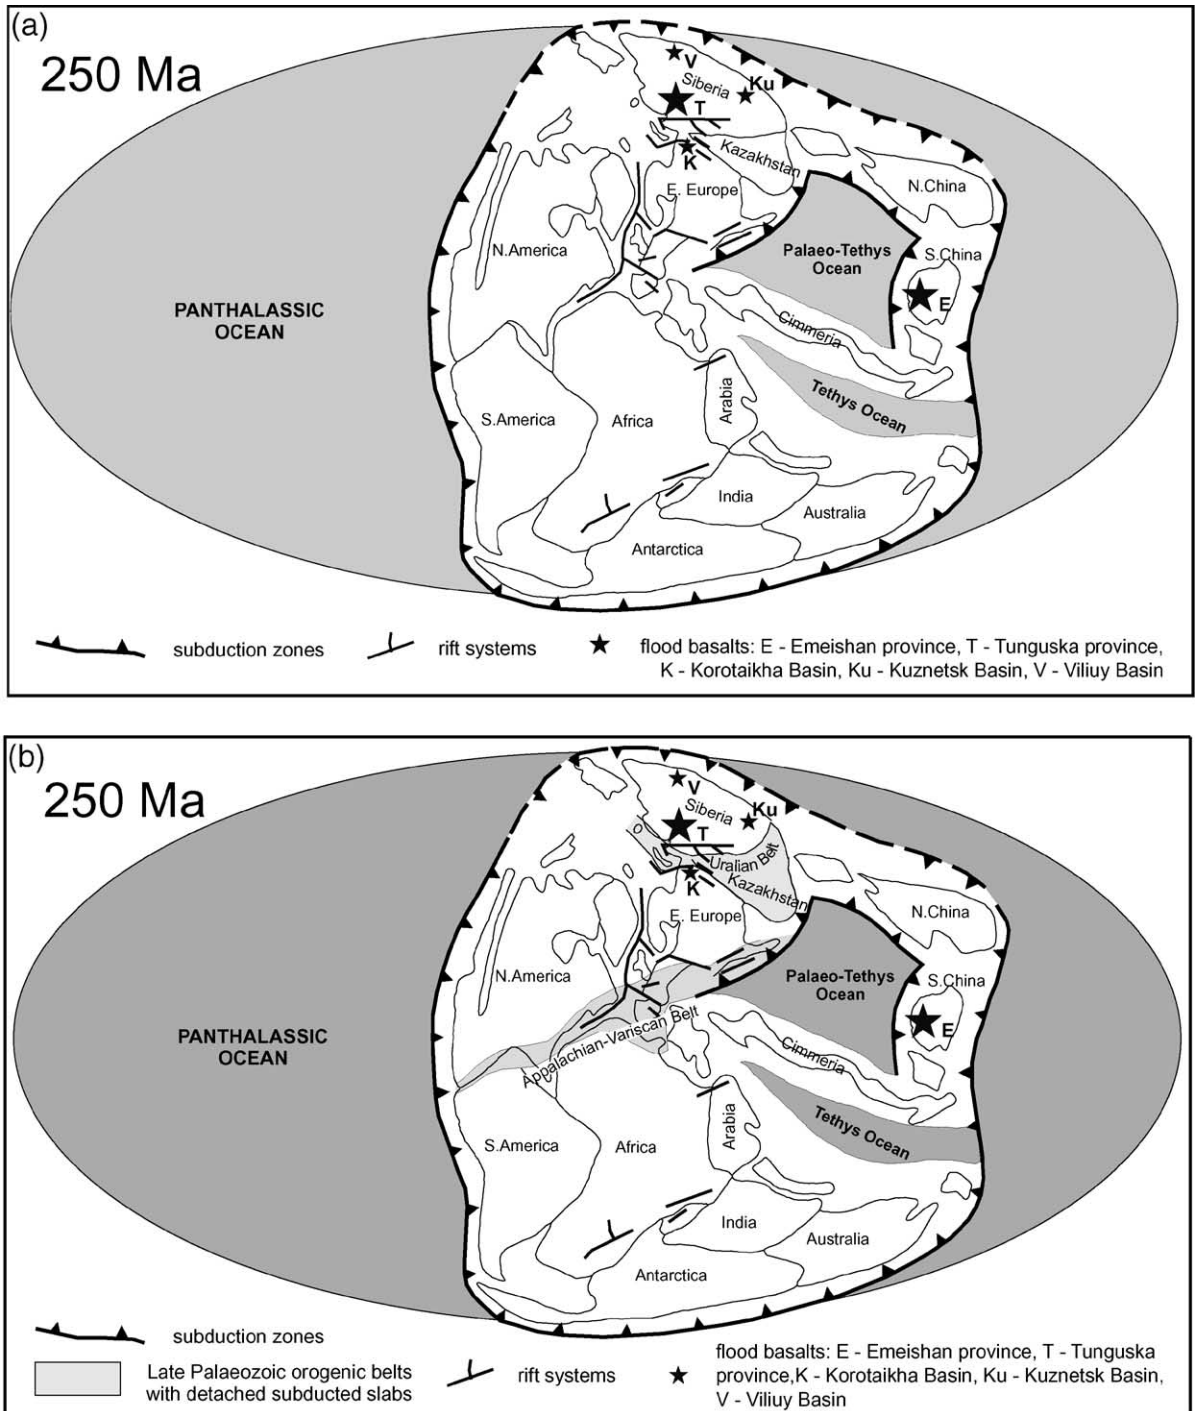 (a)
250 Ma
V
Siberia
Ku
T
K
Kazakhstan
E. Europe
N.China
N.America
Palaeo-Tethys
Ocean
S.China
E
PANTHALASSIC
OCEAN
Cimmeria
Tethys Ocean
S.America
Africa
Arabia
India
Australia
Antarctica
subduction zones
rift systems
flood basalts: E - Emeishan province, T - Tunguska province,
K - Korotaikha Basin, Ku - Kuznetsk Basin, V - Viliuy Basin
(b)
250 Ma
V
Siberia
Ku
T
Uralian Belt
K
Kazakhstan
E. Europe
N.China
N.America
Palaeo-Tethys
Ocean
S.China
E
PANTHALASSIC
OCEAN
Appalachian-Variscan Belt
Cimmeria
Tethys Ocean
S.America
Africa
Arabia
India
Australia
Antarctica
subduction zones
Late Palaeozoic orogenic belts
with detached subducted slabs
rift systems
flood basalts: E - Emeishan province, T - Tunguska
province,K - Korotaikha Basin, Ku - Kuznetsk Basin,
V - Viliuy Basin